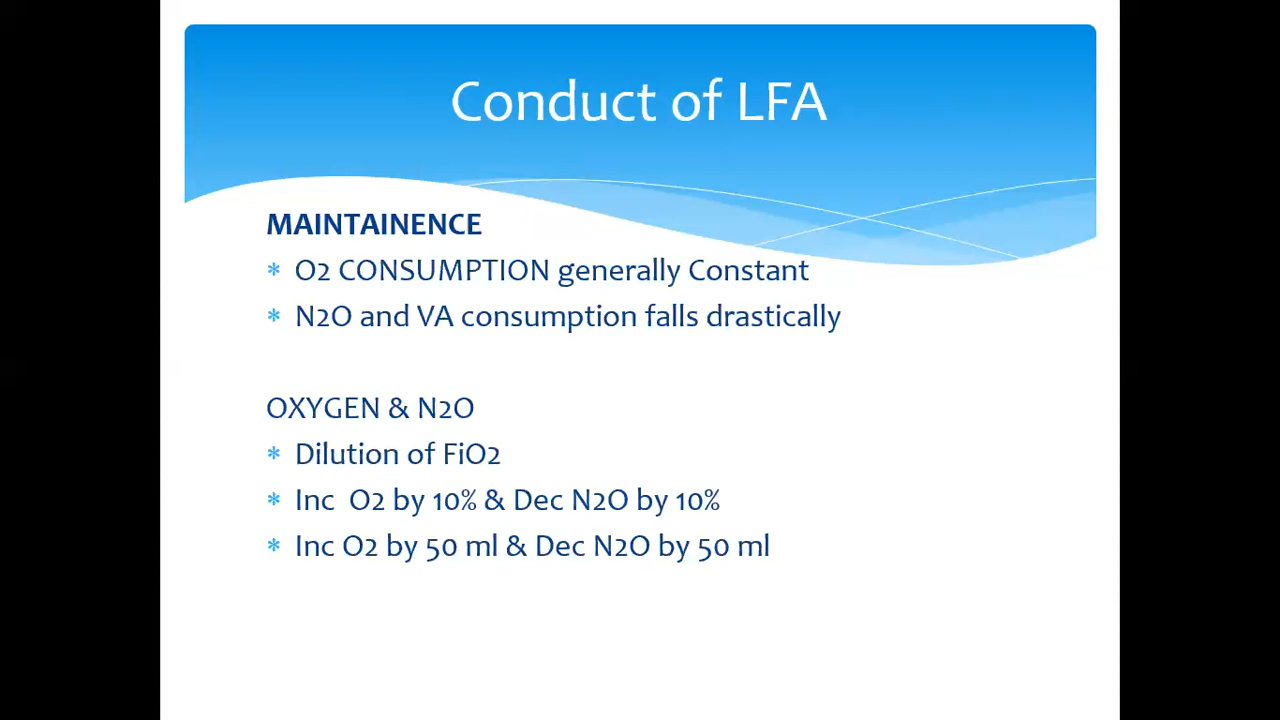 Conduct of LFA
MAINTAINENCE
* O2 CONSUMPTION generally Constant
* N2O and VA consumption falls drastically
OXYGEN & N2O
* Dilution of FiO2
* Inc  O2 by 10% & Dec N2O by 10%
* Inc O2 by 50 ml & Dec N2O by 50 ml